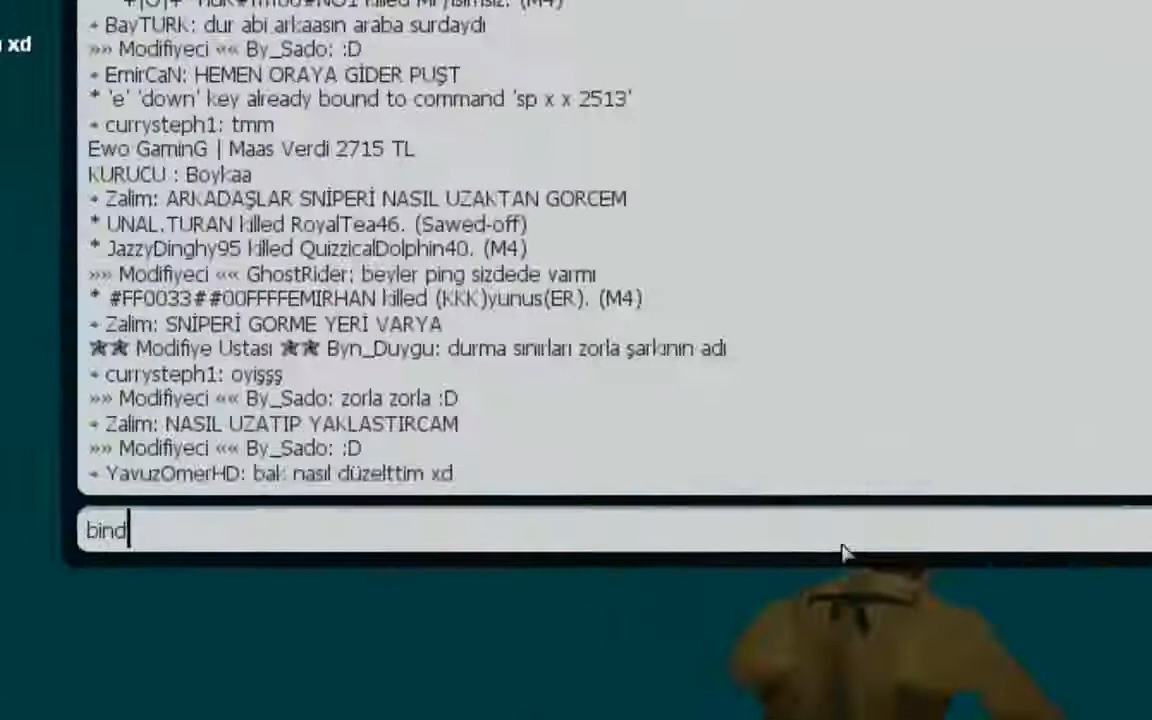 killed
(M4)
xd
• BayTURK: dur abi arkaasın araba surdaydı
»» Modifiyeci «« By_Sado: :D
• EmirCaN: HEMEN ORAYA GİDER PUŞT
* 'e' 'down' key already bound to command 'sp x x 2513'
• currysteph1: tmm
Ewo GaminG | Maas Verdi 2715 TL
KURUCU : Boykaa
• Zalim: ARKADAŞLAR SNİPERİ NASIL UZAKTAN GORCEM
* UNAL.TURAN killed RoyalTea46. (Sawed-off)
* JazzyDinghy95 killed QuizzicalDolphin40. (M4)
»» Modifiyeci «« GhostRider: beyler ping sizdede varmı
* #FF0033##00FFFFEMIRHAN killed (KKK)yunus(ER). (M4)
• Zalim: SNİPERİ GORME YERİ VARYA
★★ Modifiye Ustası ★★ Byn_Duygu: durma sınırları zorla şarkının adı
• currysteph1: oyişşş
»» Modifiyeci «« By_Sado: zorla zorla :D
• Zalim: NASIL UZATIP YAKLASTIRCAM
»» Modifiyeci «« By_Sado: :D
• YavuzOmerHD: bak nasıl düzelttim xd
bind